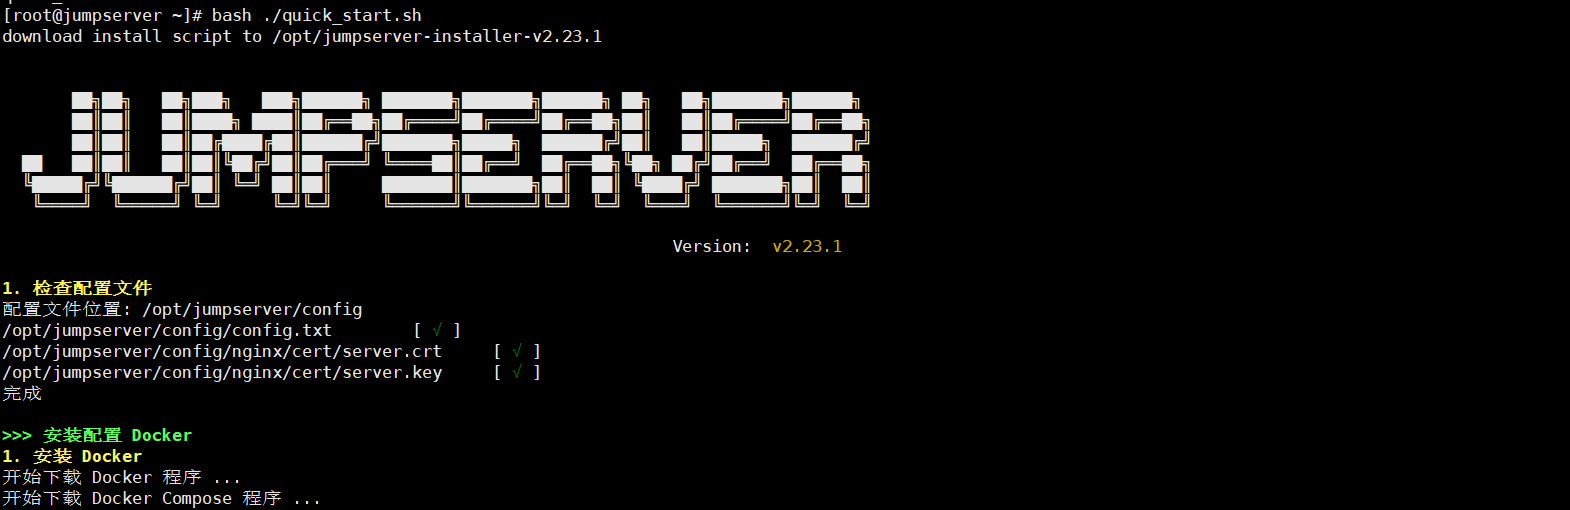 [root@jumpserver ~]# bash ./quick_start.sh
download install script to /opt/jumpserver-installer-v2.23.1
JUMPSERVER
Version:  v2.23.1
1. 检查配置文件
配置文件位置: /opt/jumpserver/config
/opt/jumpserver/config/config.txt        [ √ ]
/opt/jumpserver/config/nginx/cert/server.crt     [ √ ]
/opt/jumpserver/config/nginx/cert/server.key     [ √ ]
完成
>>> 安装配置 Docker
1. 安装 Docker
开始下载 Docker 程序 ...
开始下载 Docker Compose 程序 ...